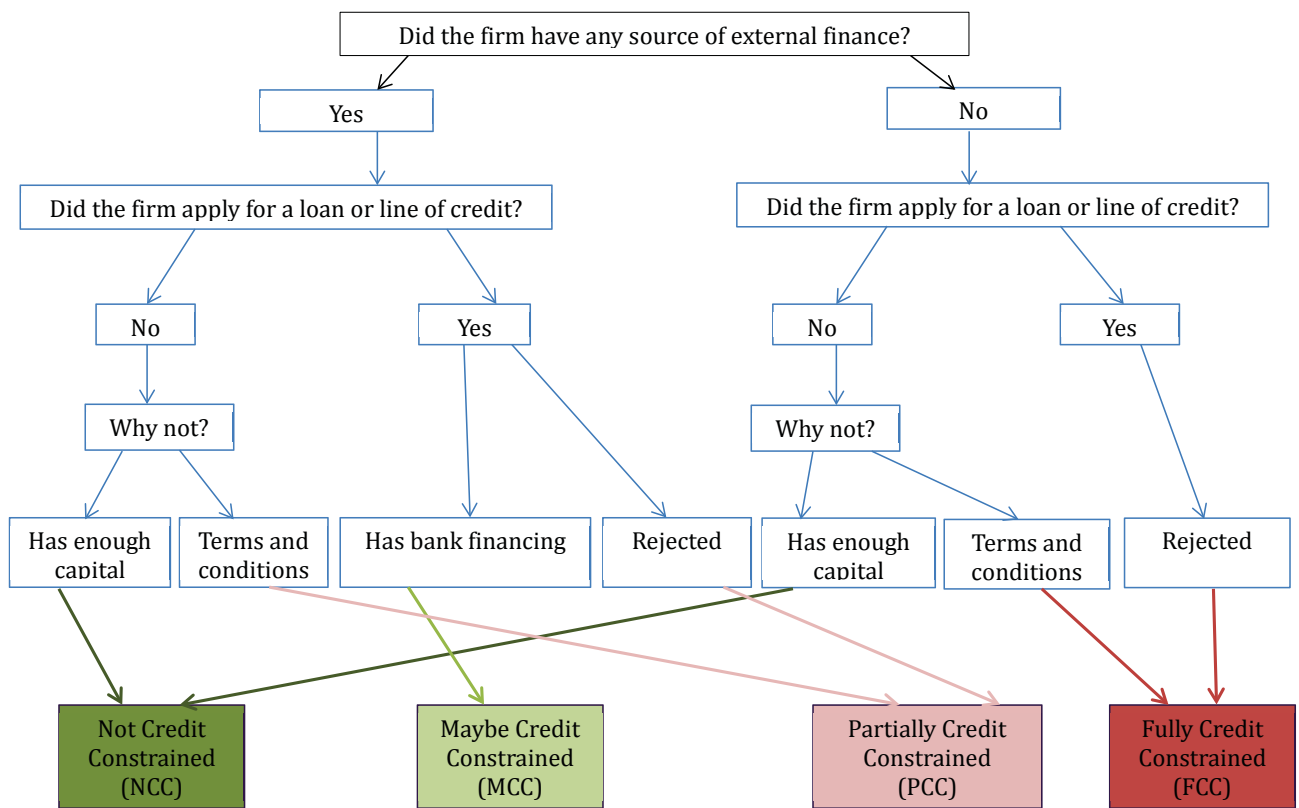 Did the firm have any source of external finance?
Yes
No
Did the firm apply for a loan or line of credit?
Did the firm apply for a loan or line of credit?
No
Yes
No
Yes
Why not?
Why not?
Has enough
capital
Terms and
conditions
Has bank financing
Rejected
Has enough
capital
Terms and
conditions
Rejected
Not Credit
Constrained
(NCC)
Maybe Credit
Constrained
(MCC)
Partially Credit
Constrained
(PCC)
Fully Credit
Constrained
(FCC)